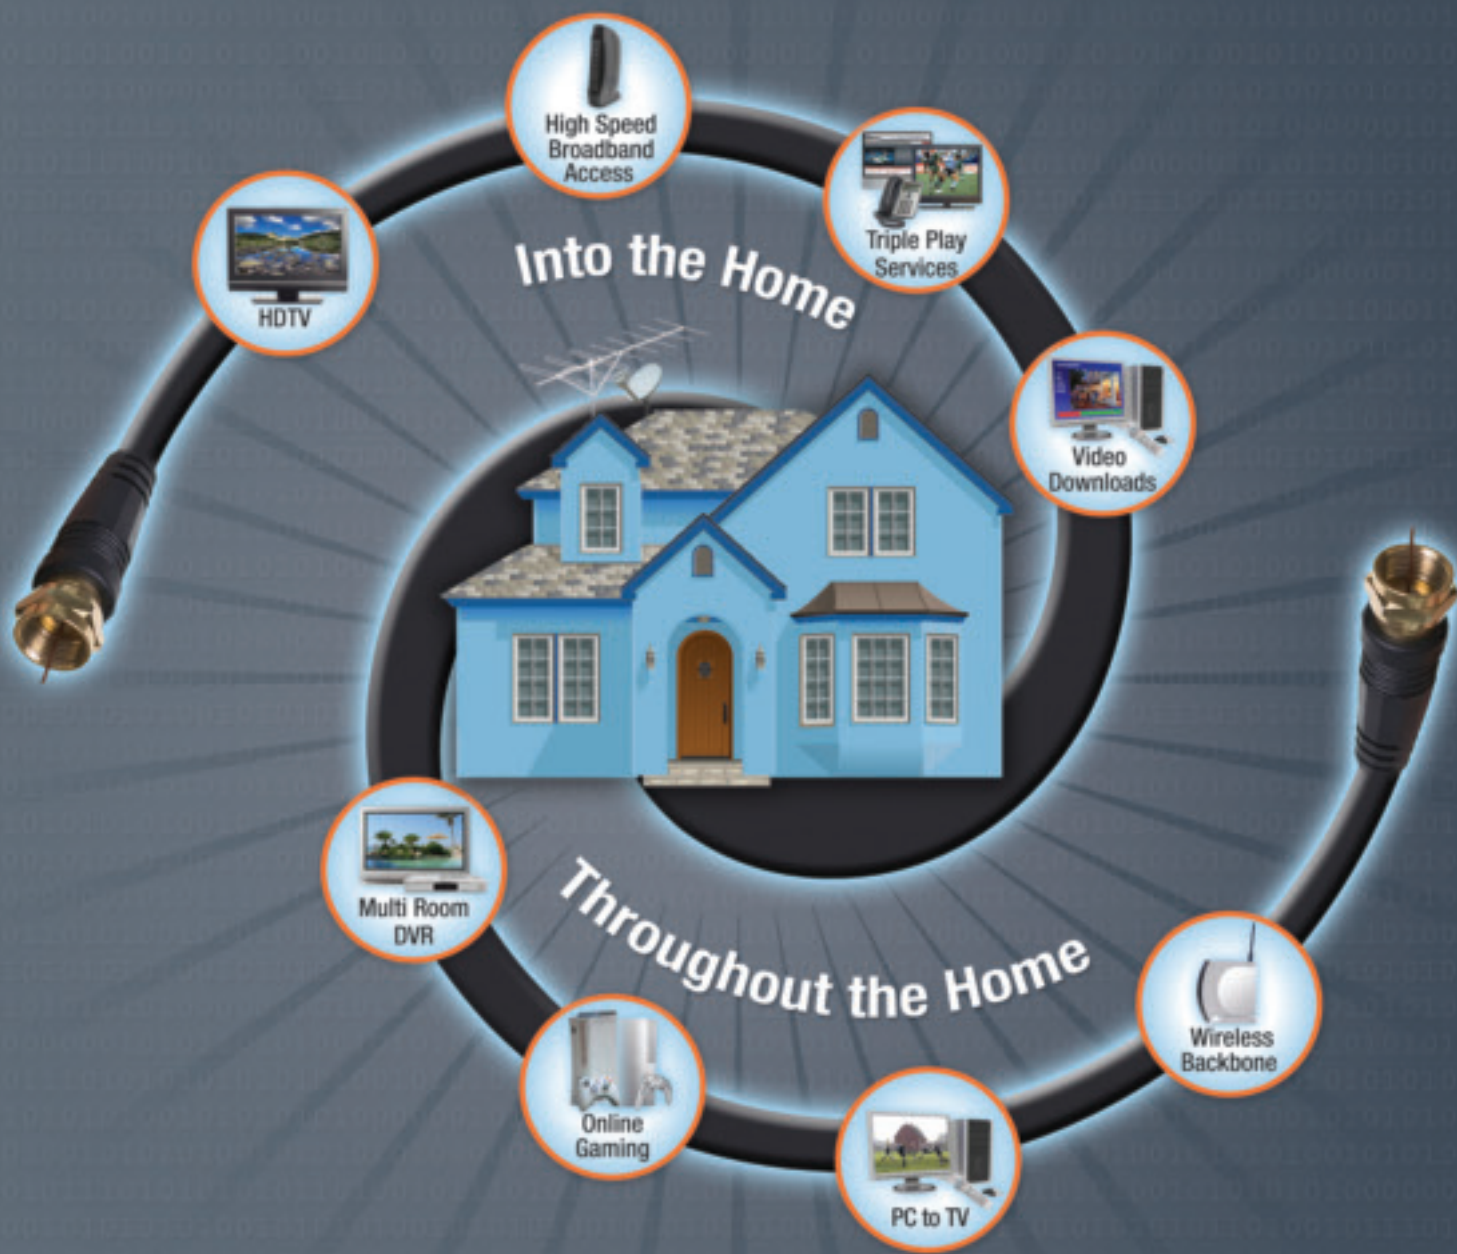 High Speed
Broadband
Access
HDTV
Triple Play
Services
Into the Home
Video
Downloads
Multi Room
DVR
Throughout the Home
Wireless
Backbone
Online
Gaming
PC to TV